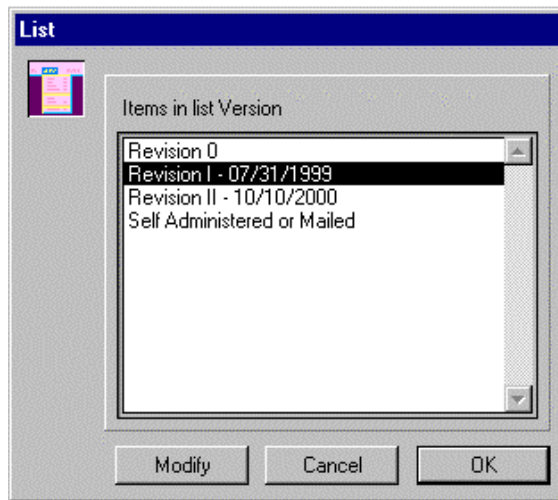 List
Items in list Version
Revision 0
Revision I - 07/31/1999
Revision II - 10/10/2000
Self Administered or Mailed
Modify
Cancel
OK